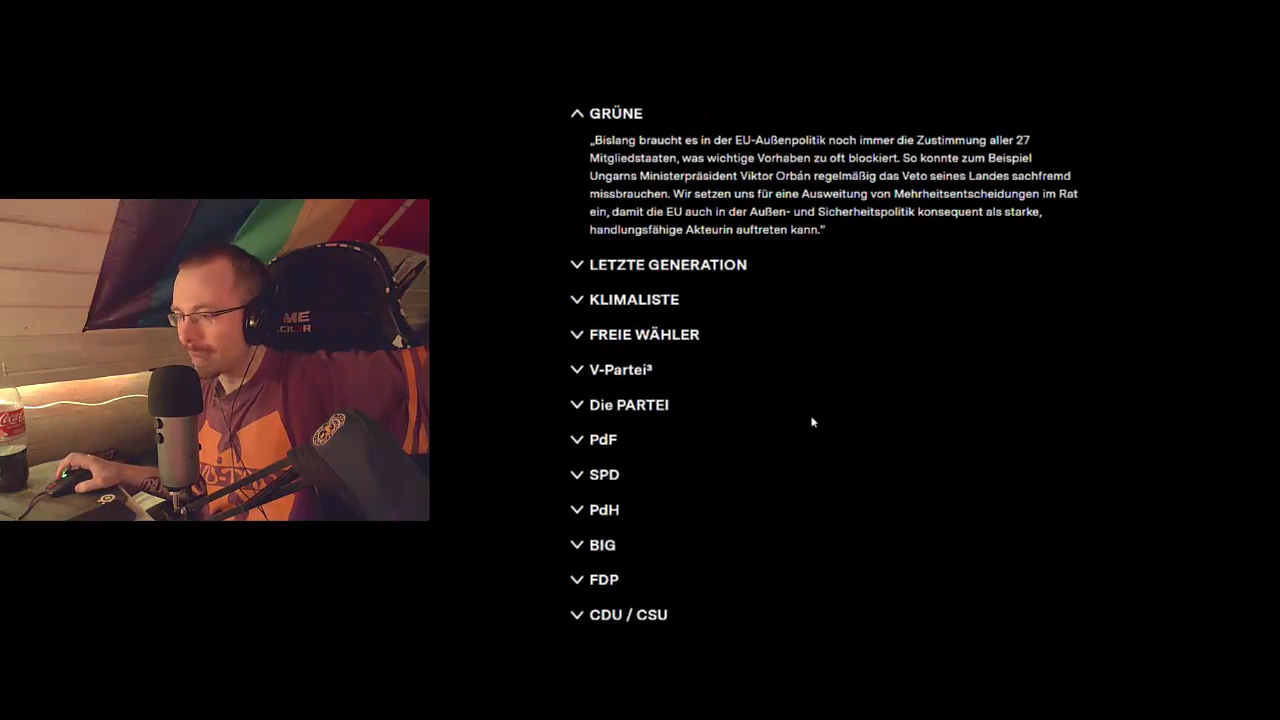 GRÜNE
„Bislang braucht es in der EU-Außenpolitik noch immer die Zustimmung aller 27
Mitgliedstaaten, was wichtige Vorhaben zu oft blockiert. So konnte zum Beispiel
Ungarns Ministerpräsident Viktor Orbán regelmäßig das Veto seines Landes sachfremd
missbrauchen. Wir setzen uns für eine Ausweitung von Mehrheitsentscheidungen im Rat
ein, damit die EU auch in der Außen- und Sicherheitspolitik konsequent als starke,
handlungsfähige Akteurin auftreten kann.”
LETZTE GENERATION
KLIMALISTE
FREIE WÄHLER
V-Partei³
Die PARTEI
PdF
SPD
PdH
BIG
FDP
CDU / CSU